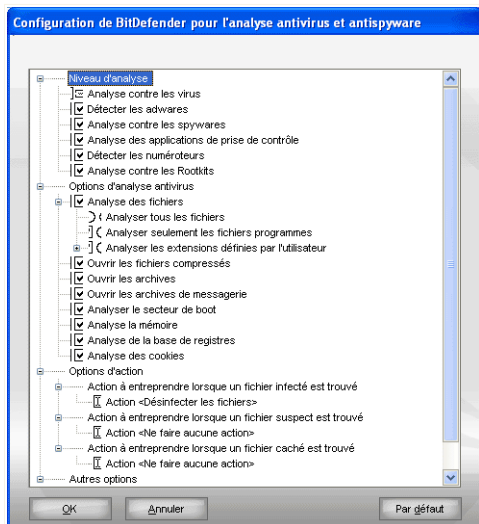 Configuration de BitDefender pour l'analyse antivirus et antispyware
Niveau d'analyse
Analyse contre les virus
Détecter les adwares
Analyse contre les spywares
Analyse des applications de prise de contrôle
Détecter les numéroteurs
Analyse contre les Rootkits
Options d'analyse antivirus
Analyse des fichiers
Analyser tous les fichiers
Analyser seulement les fichiers programmes
Analyser les extensions définies par l'utilisateur
Ouvrir les fichiers compressés
Ouvrir les archives
Ouvrir les archives de messagerie
Analyser le secteur de boot
Analyse la mémoire
Analyse de la base de registres
Analyse des cookies
Options d'action
Action à entreprendre lorsque un fichier infecté est trouvé
Action <Désinfecter les fichiers>
Action à entreprendre lorsque un fichier suspect est trouvé
Action <Ne faire aucune action>
Action à entreprendre lorsque un fichier caché est trouvé
Action <Ne faire aucune action>
Autres options
OK Annuler Par défaut